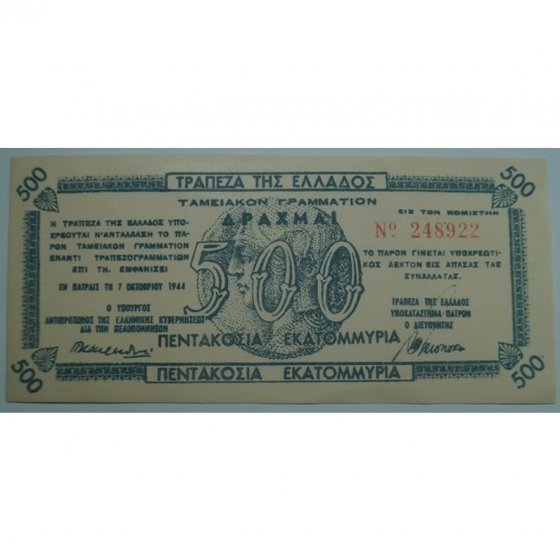 500 500
ΤΡΑΠΕΖΑ ΤΗΣ ΕΛΛΑΔΟΣ
ΤΑΜΕΙΑΚΟΝ ΓΡΑΜΜΑΤΙΟΝ
ΔΡΑΧΜΑΙ
500
Η ΤΡΑΠΕΖΑ ΤΗΣ ΕΛΛΑΔΟΣ ΥΠΟ-
ΧΡΕΟΥΤΑΙ Ν'ΑΝΤΑΛΛΑΣΗ ΤΟ ΠΑ-
ΡΟΝ ΤΑΜΕΙΑΚΟΝ ΓΡΑΜΜΑΤΙΟΝ
ΕΝΑΝΤΙ ΤΡΑΠΕΖΟΓΡΑΜΜΑΤΙΩΝ
ΕΠΙ ΤΗ ΕΜΦΑΝΙΣΕΙ
ΕΝ ΠΑΤΡΑΙΣ ΤΗ 7 ΟΚΤΩΒΡΙΟΥ 1944
Ο ΥΠΟΥΡΓΟΣ
ΑΝΤΙΠΡΟΣΩΠΟΣ ΤΗΣ ΕΛΛΗΝΙΚΗΣ ΚΥΒΕΡΝΗΣΕΩΣ
ΔΙΑ ΤΗΝ ΠΕΛΟΠΟΝΝΗΣΟΝ
ΕΙΣ ΤΟΝ ΚΟΜΙΣΤΗΝ
Nº 248922
ΤΟ ΠΑΡΟΝ ΓΙΝΕΤΑΙ ΥΠΟΧΡΕΩΤΙ-
ΚΩΣ ΔΕΚΤΟΝ ΕΙΣ ΑΠΑΣΑΣ ΤΑΣ
ΣΥΝΑΛΛΑΓΑΣ.
ΤΡΑΠΕΖΑ ΤΗΣ ΕΛΛΑΔΟΣ
ΥΠΟΚΑΤΑΣΤΗΜΑ ΠΑΤΡΩΝ
Ο ΔΙΕΥΘΥΝΤΗΣ
ΠΕΝΤΑΚΟΣΙΑ ΕΚΑΤΟΜΜΥΡΙΑ
ΠΕΝΤΑΚΟΣΙΑ ΕΚΑΤΟΜΜΥΡΙΑ
500 500